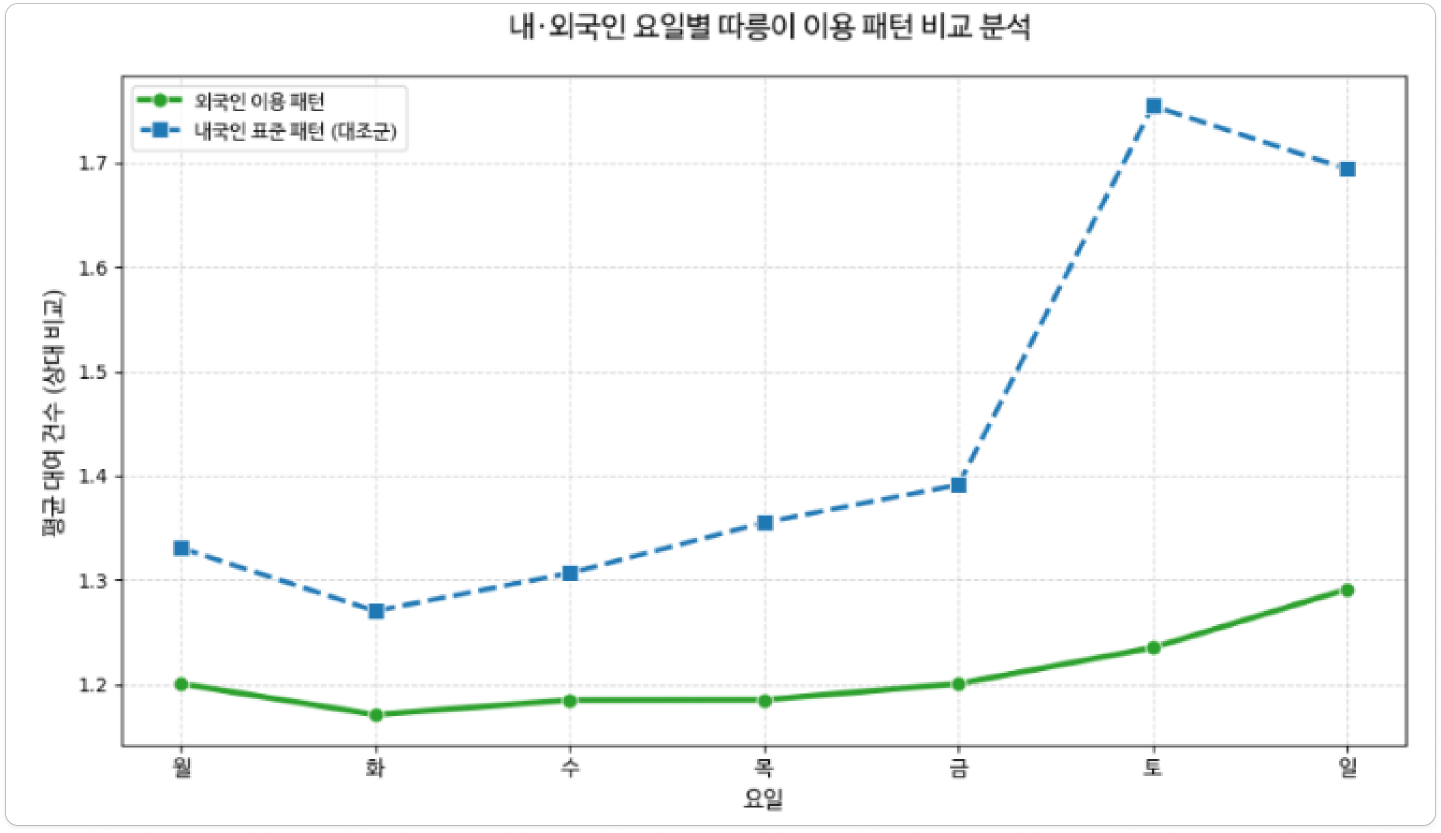 내·외국인 요일별 따릉이 이용 패턴 비교 분석
외국인 이용 패턴
내국인 표준 패턴 (대조군)
평균 대여 건수 (상대 비교)
1.7
1.6
1.5
1.4
1.3
1.2
월 화 수 목 금 토 일
요일